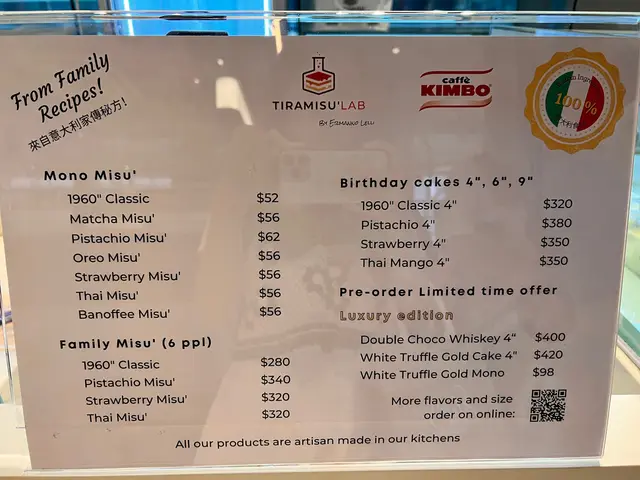 From Family
Recipes!
來自意大利家傳秘方!
TIRAMISU'LAB
By Ermanno Lelli
caffè
KIMBO
100%
Mono Misu'
1960" Classic $52
Matcha Misu' $56
Pistachio Misu' $62
Oreo Misu' $56
Strawberry Misu' $56
Thai Misu' $56
Banoffee Misu' $56
Family Misu' (6 ppl)
1960" Classic $280
Pistachio Misu' $340
Strawberry Misu' $320
Thai Misu' $320
Birthday cakes 4", 6", 9"
1960" Classic 4" $320
Pistachio 4" $380
Strawberry 4" $350
Thai Mango 4" $350
Pre-order Limited time offer
Luxury edition
Double Choco Whiskey 4" $400
White Truffle Gold Cake 4" $420
White Truffle Gold Mono $98
More flavors and size
order on online:
All our products are artisan made in our kitchens